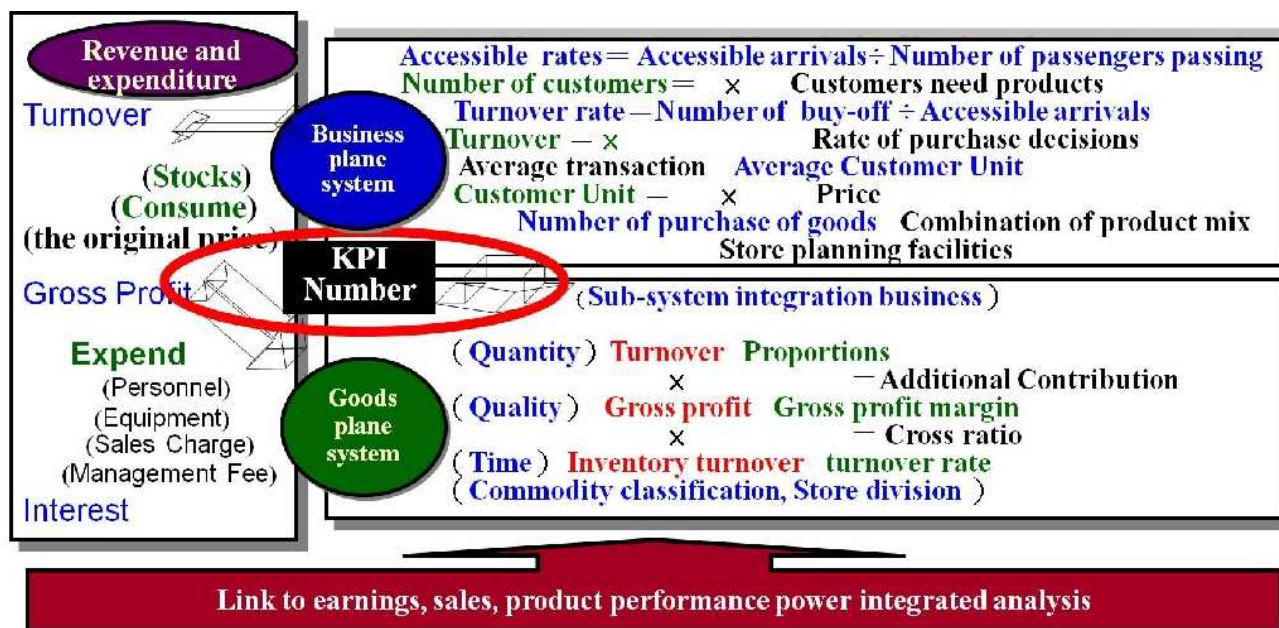 Revenue and
expenditure
Turnover
(Stocks)
(Consume)
(the original price)
Gross Profit
Expend
(Personnel)
(Equipment)
(Sales Charge)
(Management Fee)
Interest
Business
plane
system
KPI
Number
Goods
plane
system
Accessible rates = Accessible arrivals ÷ Number of passengers passing
Number of customers = × Customers need products
Turnover rate – Number of buy-off ÷ Accessible arrivals
Turnover – × Rate of purchase decisions
Average transaction Average Customer Unit
Customer Unit – × Price
Number of purchase of goods Combination of product mix
Store planning facilities
(Sub-system integration business)
(Quantity) Turnover Proportions
× – Additional Contribution
(Quality) Gross profit Gross profit margin
× – Cross ratio
(Time) Inventory turnover turnover rate
(Commodity classification, Store division)
Link to earnings, sales, product performance power integrated analysis